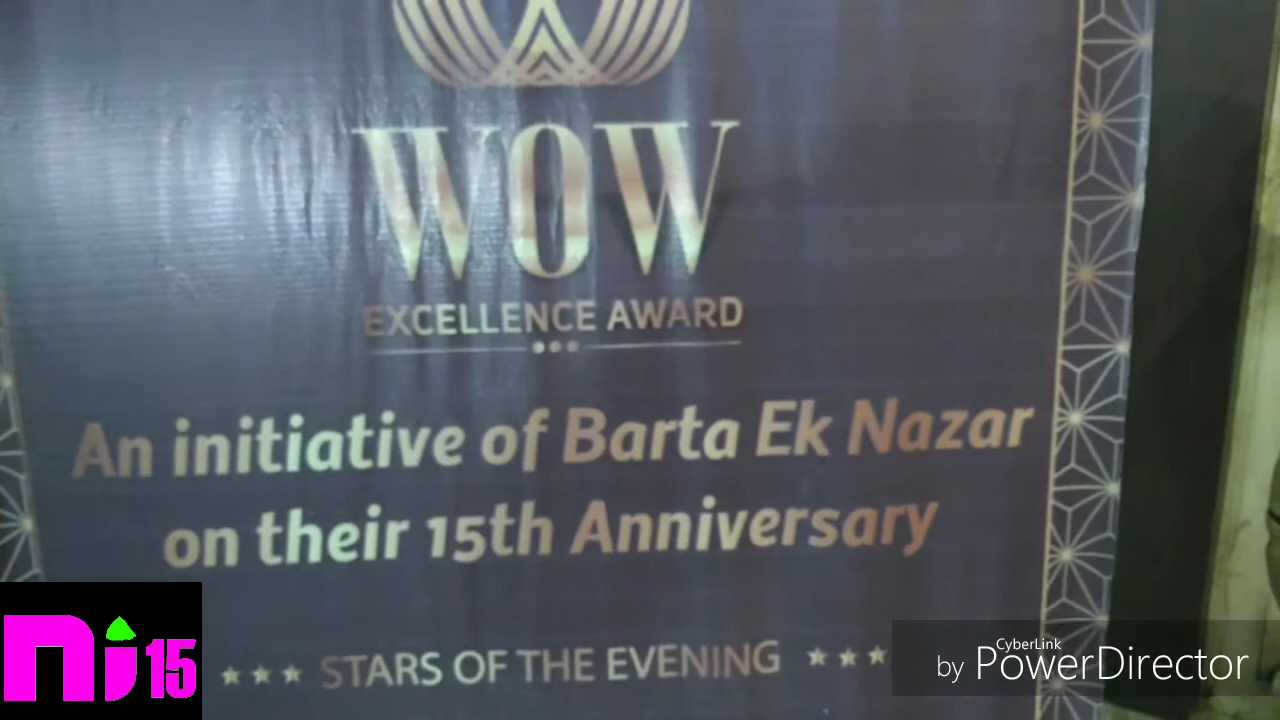 WOW
EXCELLENCE AWARD
An initiative of Barta Ek Nazar
on their 15th Anniversary
STARS OF THE EVENING
ni 15
CyberLink
by PowerDirector